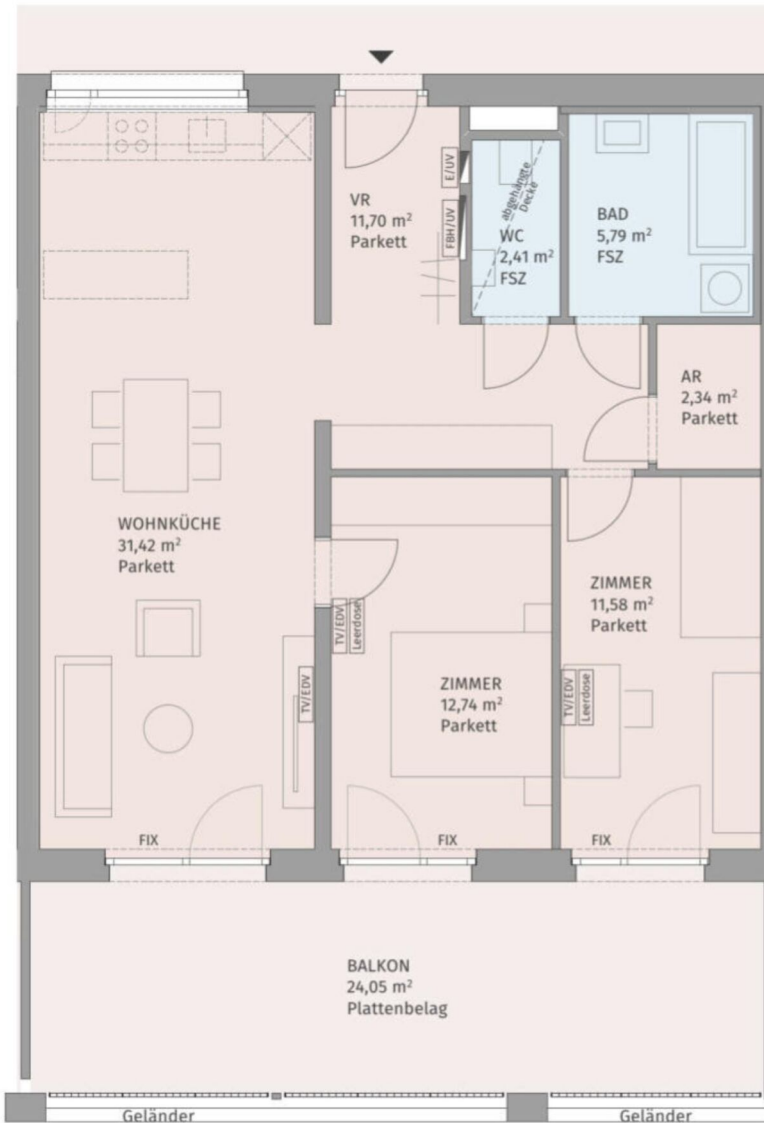 VR
11,70 m²
Parkett
E/UV
FBH/UV
abgehängte
Decke
WC
2,41 m²
FSZ
BAD
5,79 m²
FSZ
AR
2,34 m²
Parkett
WOHNKÜCHE
31,42 m²
Parkett
TV/EDV
TV/EDV
Leerdose
ZIMMER
12,74 m²
Parkett
ZIMMER
11,58 m²
Parkett
TV/EDV
Leerdose
FIX
FIX
FIX
BALKON
24,05 m²
Plattenbelag
Geländer
Geländer